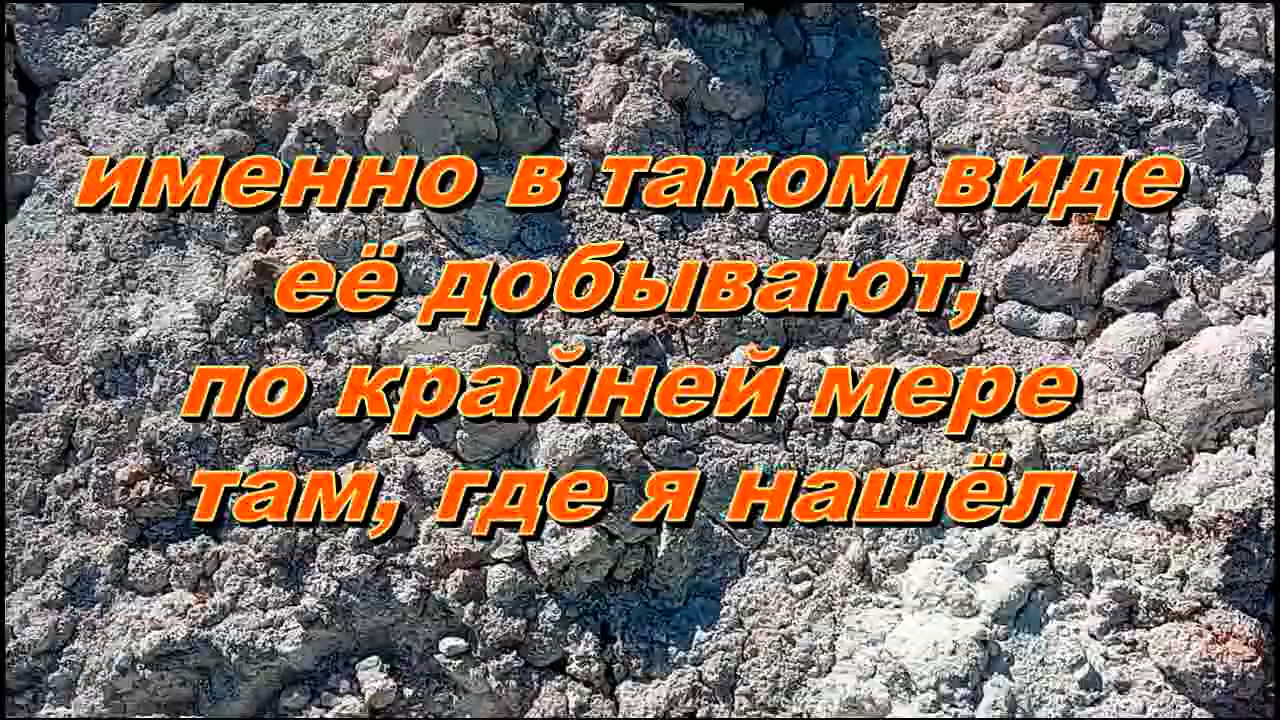 именно в таком виде
её добывают,
по крайней мере
там, где я нашёл